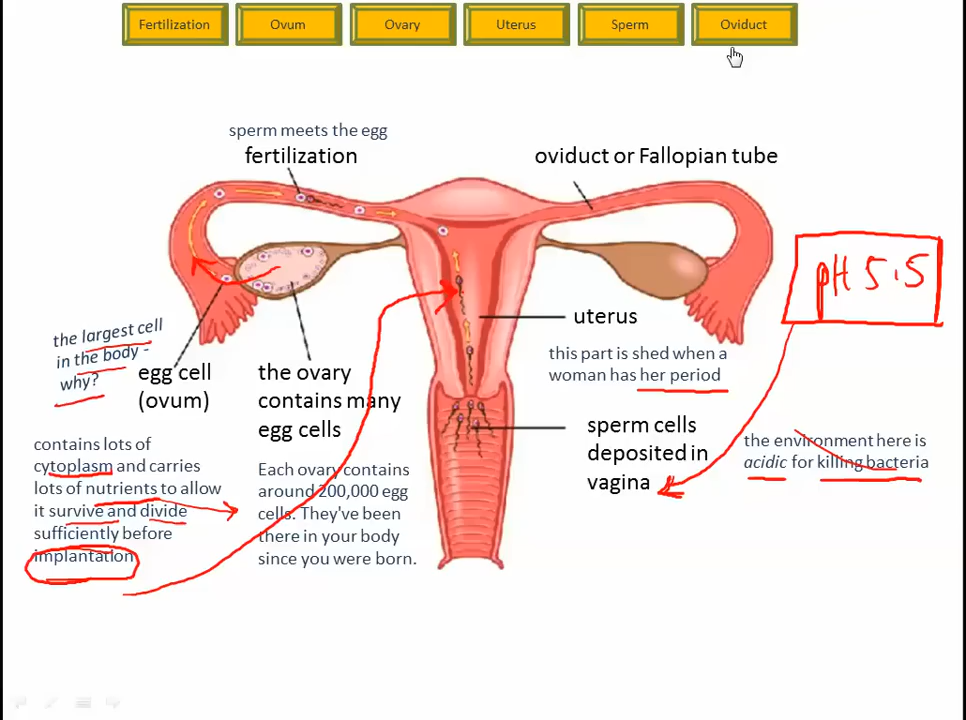 Fertilization
Ovum
Ovary
Uterus
Sperm
Oviduct
sperm meets the egg
fertilization
oviduct or Fallopian tube
pH 5.5
the largest cell
in the body -
why?
egg cell
(ovum)
the ovary
contains many
egg cells
uterus
this part is shed when a
woman has her period
sperm cells
deposited in
vagina
the environment here is
acidic for killing bacteria
contains lots of
cytoplasm and carries
lots of nutrients to allow
it survive and divide
sufficiently before
implantation
Each ovary contains
around 200,000 egg
cells. They've been
there in your body
since you were born.